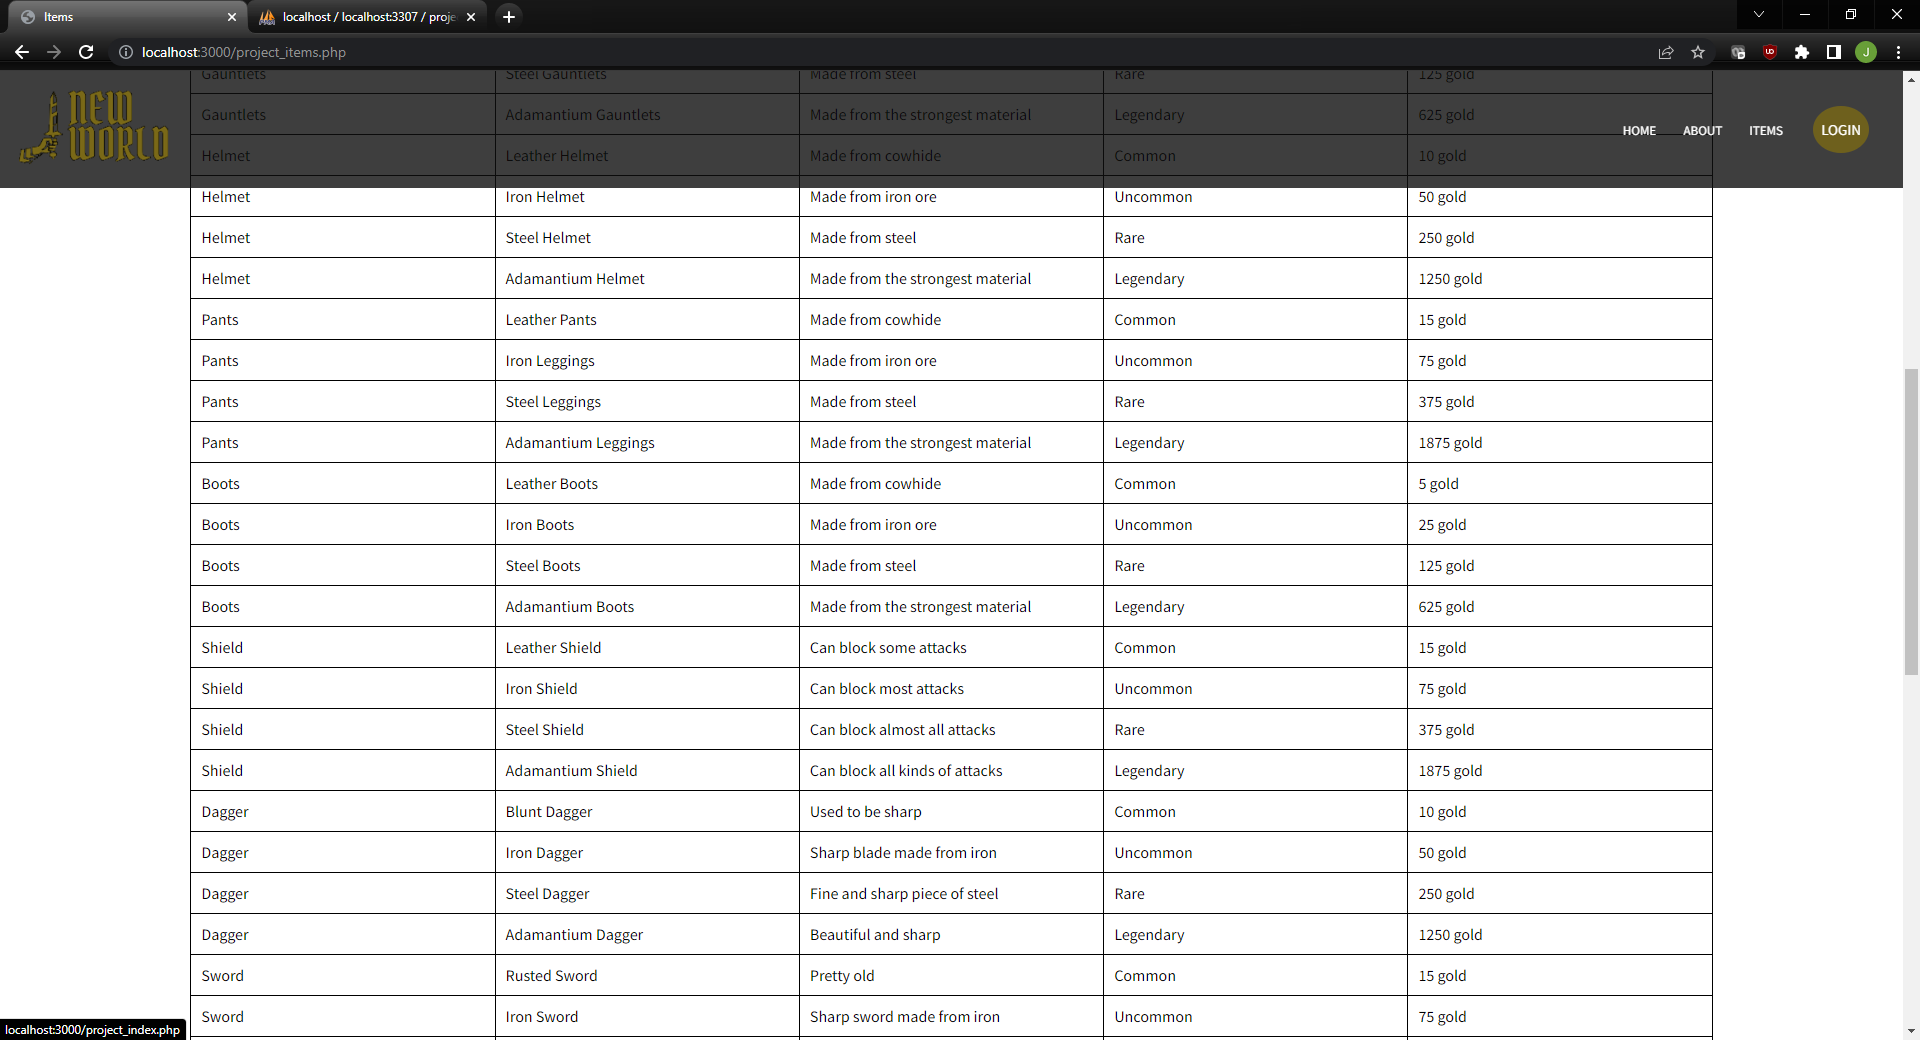 Items
localhost / localhost:3307 / proje
localhost:3000/project_items.php
J
NEW WORLD
HOME ABOUT ITEMS LOGIN
Gauntlets Steel Gauntlets Made from steel Rare 125 gold
Gauntlets Adamantium Gauntlets Made from the strongest material Legendary 625 gold
Helmet Leather Helmet Made from cowhide Common 10 gold
Helmet Iron Helmet Made from iron ore Uncommon 50 gold
Helmet Steel Helmet Made from steel Rare 250 gold
Helmet Adamantium Helmet Made from the strongest material Legendary 1250 gold
Pants Leather Pants Made from cowhide Common 15 gold
Pants Iron Leggings Made from iron ore Uncommon 75 gold
Pants Steel Leggings Made from steel Rare 375 gold
Pants Adamantium Leggings Made from the strongest material Legendary 1875 gold
Boots Leather Boots Made from cowhide Common 5 gold
Boots Iron Boots Made from iron ore Uncommon 25 gold
Boots Steel Boots Made from steel Rare 125 gold
Boots Adamantium Boots Made from the strongest material Legendary 625 gold
Shield Leather Shield Can block some attacks Common 15 gold
Shield Iron Shield Can block most attacks Uncommon 75 gold
Shield Steel Shield Can block almost all attacks Rare 375 gold
Shield Adamantium Shield Can block all kinds of attacks Legendary 1875 gold
Dagger Blunt Dagger Used to be sharp Common 10 gold
Dagger Iron Dagger Sharp blade made from iron Uncommon 50 gold
Dagger Steel Dagger Fine and sharp piece of steel Rare 250 gold
Dagger Adamantium Dagger Beautiful and sharp Legendary 1250 gold
Sword Rusted Sword Pretty old Common 15 gold
Sword Iron Sword Sharp sword made from iron Uncommon 75 gold
localhost:3000/project_index.php